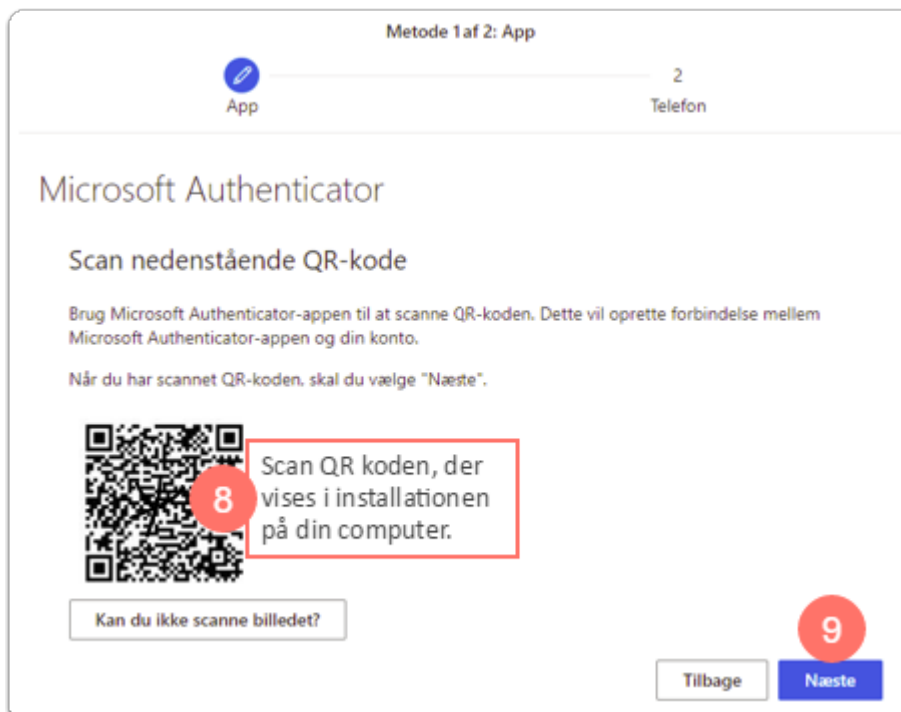 Metode 1 af 2: App
2
App
Telefon
Microsoft Authenticator
Scan nedenstående QR-kode
Brug Microsoft Authenticator-appen til at scanne QR-koden. Dette vil oprette forbindelse mellem
Microsoft Authenticator-appen og din konto.
Når du har scannet QR-koden, skal du vælge "Næste".
8
Scan QR koden, der
vises i installationen
på din computer.
Kan du ikke scanne billedet?
9
Tilbage
Næste